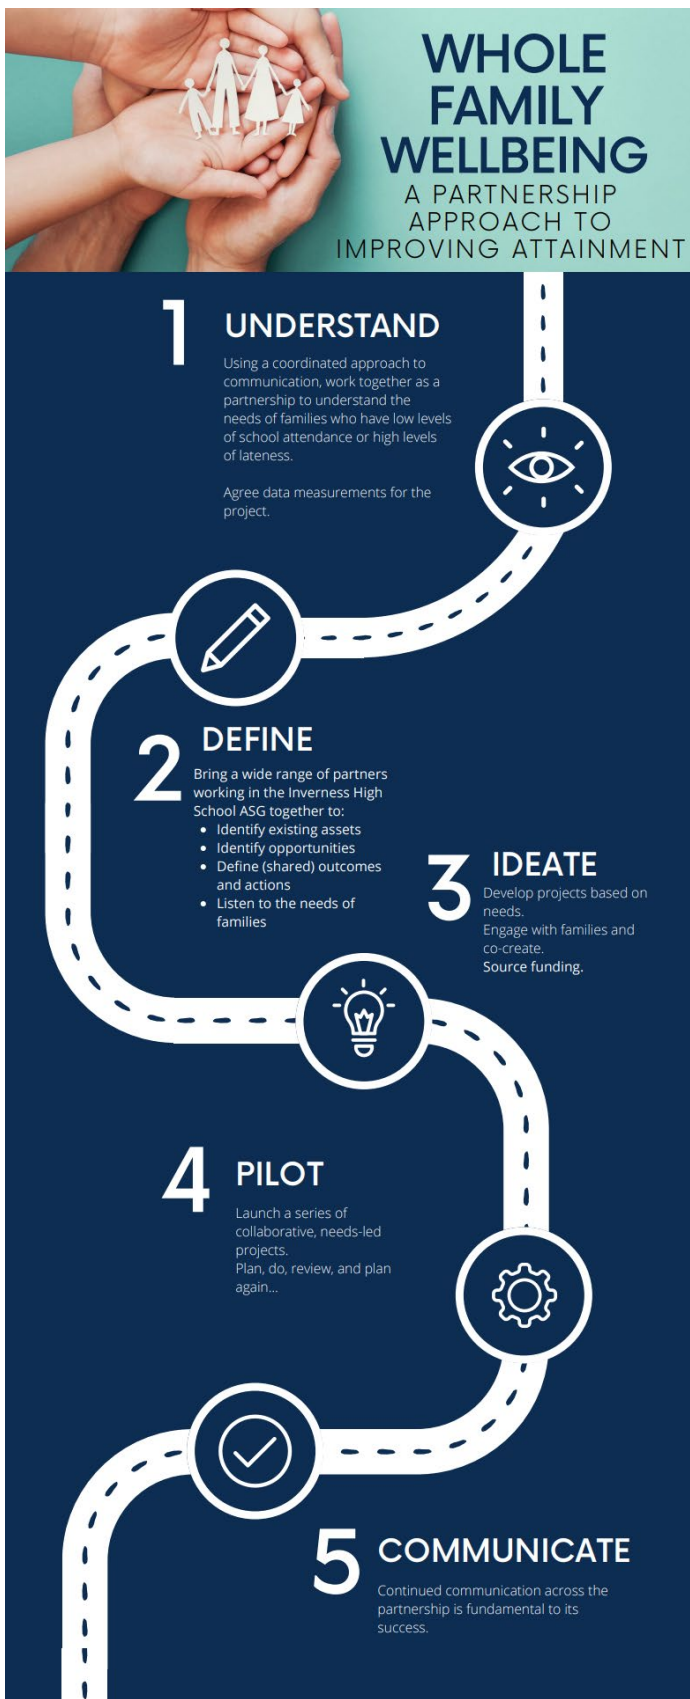 WHOLE
FAMILY
WELLBEING
A PARTNERSHIP
APPROACH TO
IMPROVING ATTAINMENT
1
UNDERSTAND
Using a coordinated approach to
communication, work together as a
partnership to understand the
needs of families who have low levels
of school attendance or high levels
of lateness.
Agree data measurements for the
project.
2
DEFINE
Bring a wide range of partners
working in the Inverness High
School ASG together to:
• Identify existing assets
• Identify opportunities
• Define (shared) outcomes
and actions
• Listen to the needs of
families
3
IDEATE
Develop projects based on
needs.
Engage with families and
co-create.
Source funding.
4
PILOT
Launch a series of
collaborative, needs-led
projects.
Plan, do, review, and plan
again...
5
COMMUNICATE
Continued communication across the
partnership is fundamental to its
success.